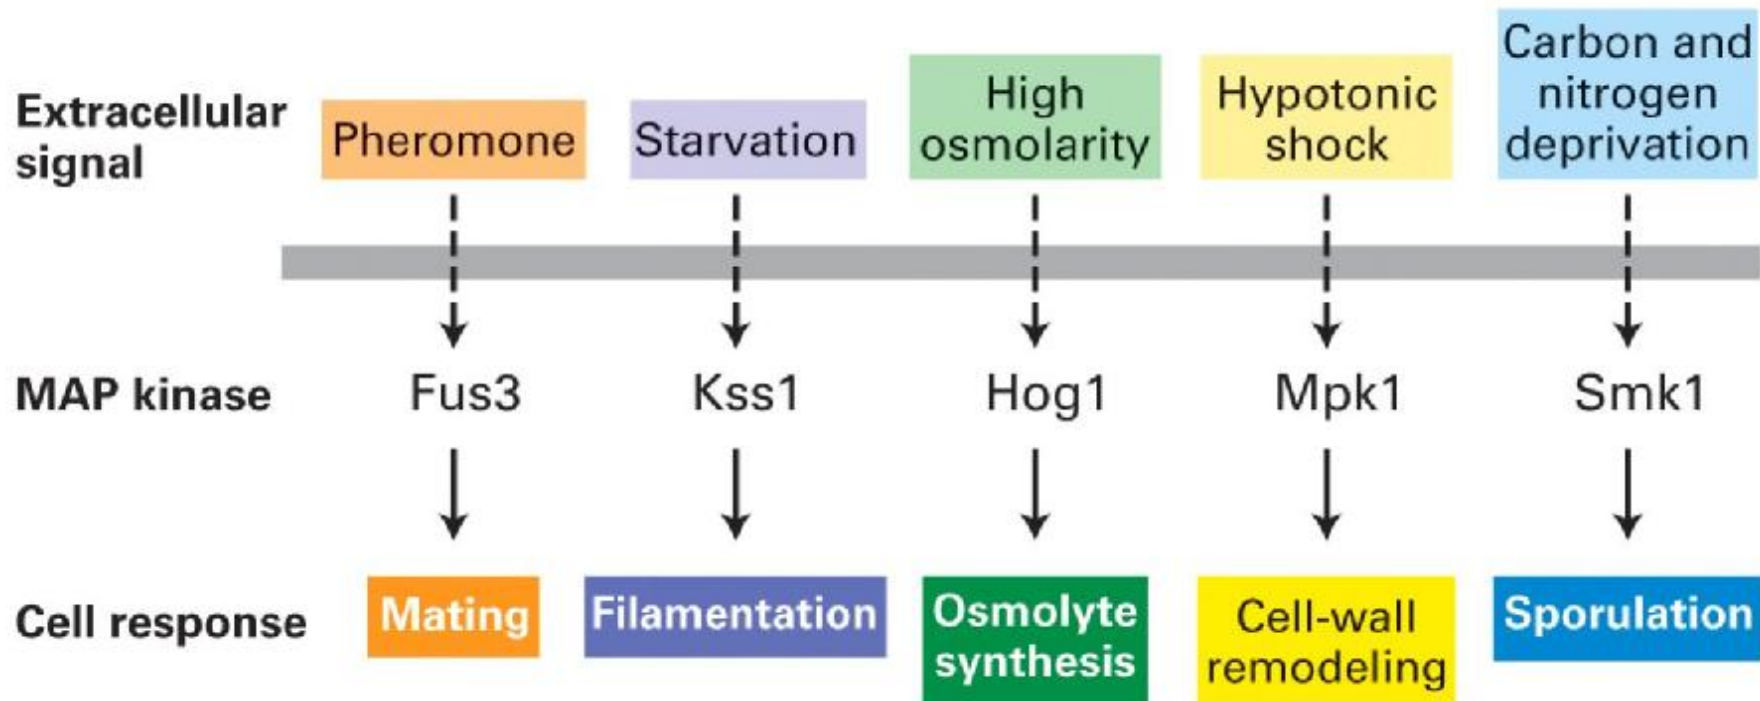 Extracellular
signal
Pheromone
Starvation
High
osmolarity
Hypotonic
shock
Carbon and
nitrogen
deprivation
MAP kinase
Fus3
Kss1
Hog1
Mpk1
Smk1
Cell response
Mating
Filamentation
Osmolyte
synthesis
Cell-wall
remodeling
Sporulation